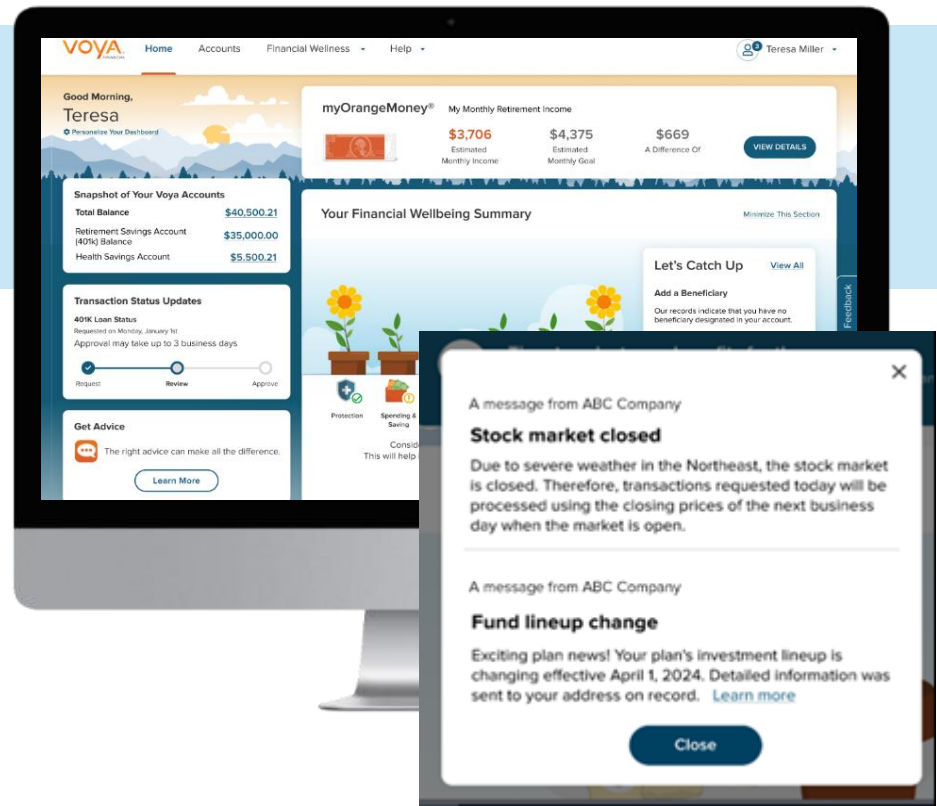 VOYA
FINANCIAL
Home Accounts Financial Wellness Help
3
Teresa Miller
Good Morning,
Teresa
Personalize Your Dashboard
myOrangeMoney® My Monthly Retirement Income
$3,706 $4,375 $669
Estimated Estimated A Difference Of
Monthly Income Monthly Goal
VIEW DETAILS
Snapshot of Your Voya Accounts
Total Balance $40,500.21
Retirement Savings Account
(401k) Balance $35,000.00
Health Savings Account $5.500.21
Transaction Status Updates
401K Loan Status
Requested on Monday, January 1st
Approval may take up to 3 business days
Request Review Approve
Get Advice
The right advice can make all the difference.
Learn More
Your Financial Wellbeing Summary Minimize This Section
Let's Catch Up View All
Add a Beneficiary
Our records indicate that you have no
beneficiary designated in your account.
Feedback
Protection Spending &
Saving
This will help
A message from ABC Company
Stock market closed
Due to severe weather in the Northeast, the stock market
is closed. Therefore, transactions requested today will be
processed using the closing prices of the next business
day when the market is open.
A message from ABC Company
Fund lineup change
Exciting plan news! Your plan's investment lineup is
changing effective April 1, 2024. Detailed information was
sent to your address on record. Learn more
Close